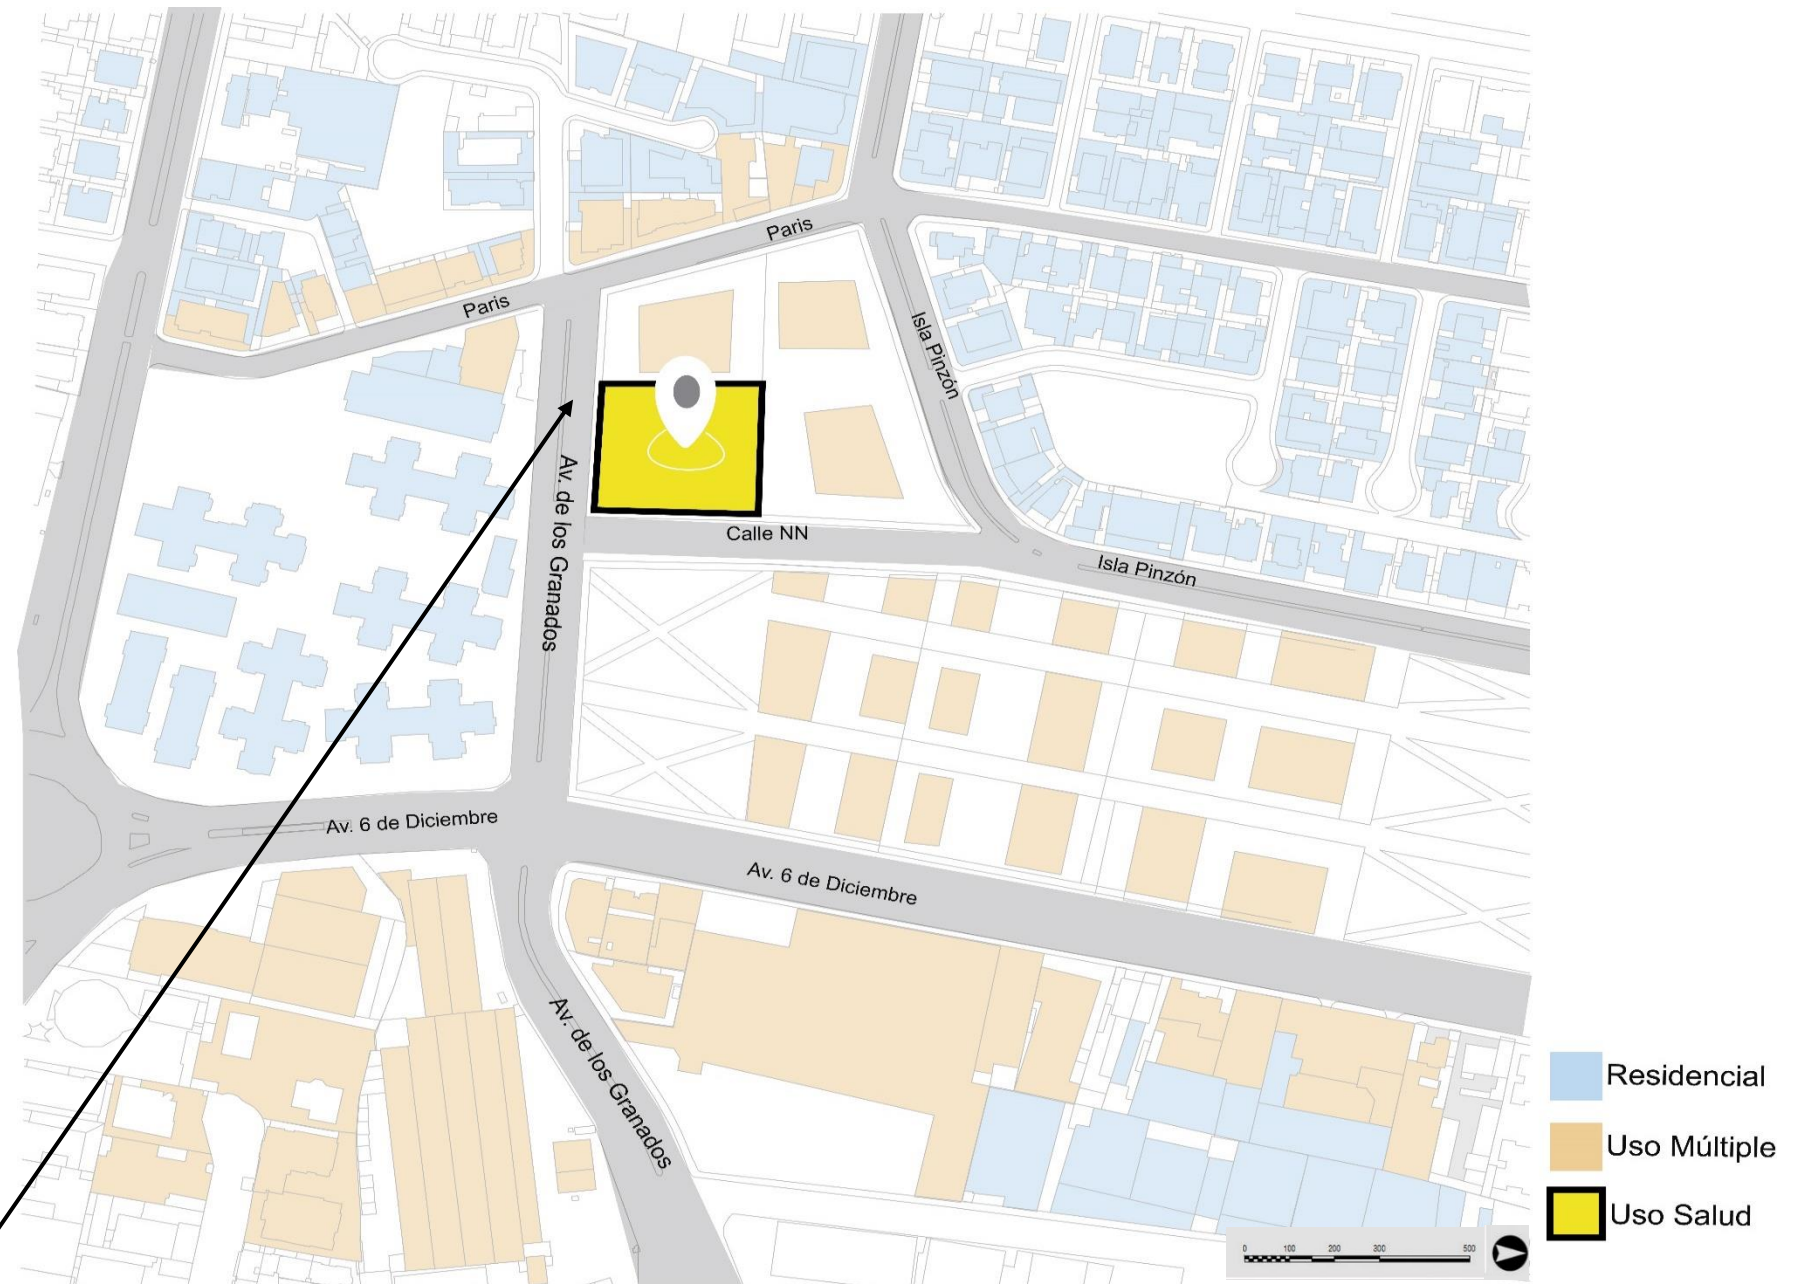 Paris
Paris
Isla Pinzón
Av. de los Granados
Calle NN
Isla Pinzón
Av. 6 de Diciembre
Av. 6 de Diciembre
Av. de los Granados
Residencial
Uso Múltiple
Uso Salud
0 100 200 300 500